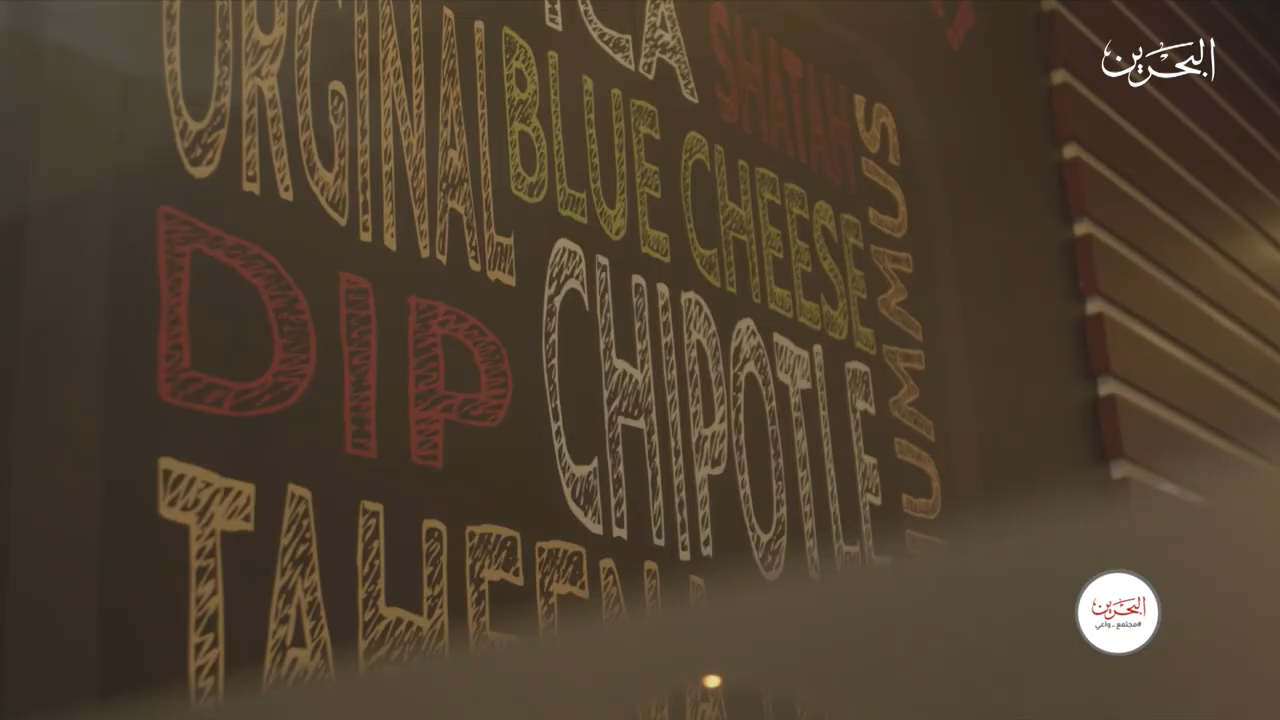 ORGINAL
BLUE CHEESE
SHATAH
HUMMUS
DIP
CHIPOTLE
البحرين
البحرين
#مجتمع_واعي